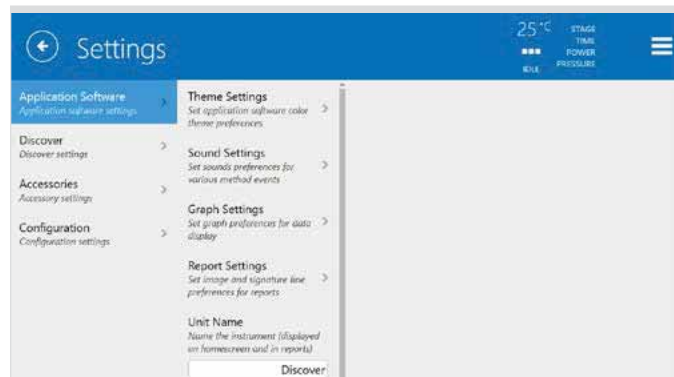 Settings
25 °C
IDLE
STAGE
TIME
POWER
PRESSURE
Application Software
Application software settings
Discover
Discover settings
Accessories
Accessory settings
Configuration
Configuration settings
Theme Settings
Set application software color
theme preferences
Sound Settings
Set sounds preferences for
various method events
Graph Settings
Set graph preferences for data
display
Report Settings
Set image and signature line
preferences for reports
Unit Name
Name the instrument (displayed
on homescreen and in reports)
Discover